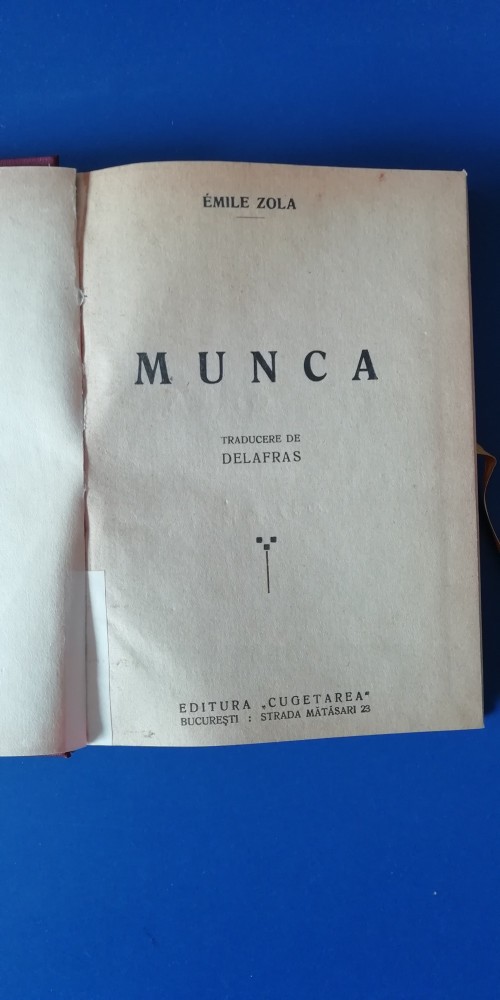 ÉMILE ZOLA
MUNCA
TRADUCERE DE
DELAFRAS
EDITURA „CUGETAREA"
BUCUREŞTI : STRADA MĂTĂSARI 23